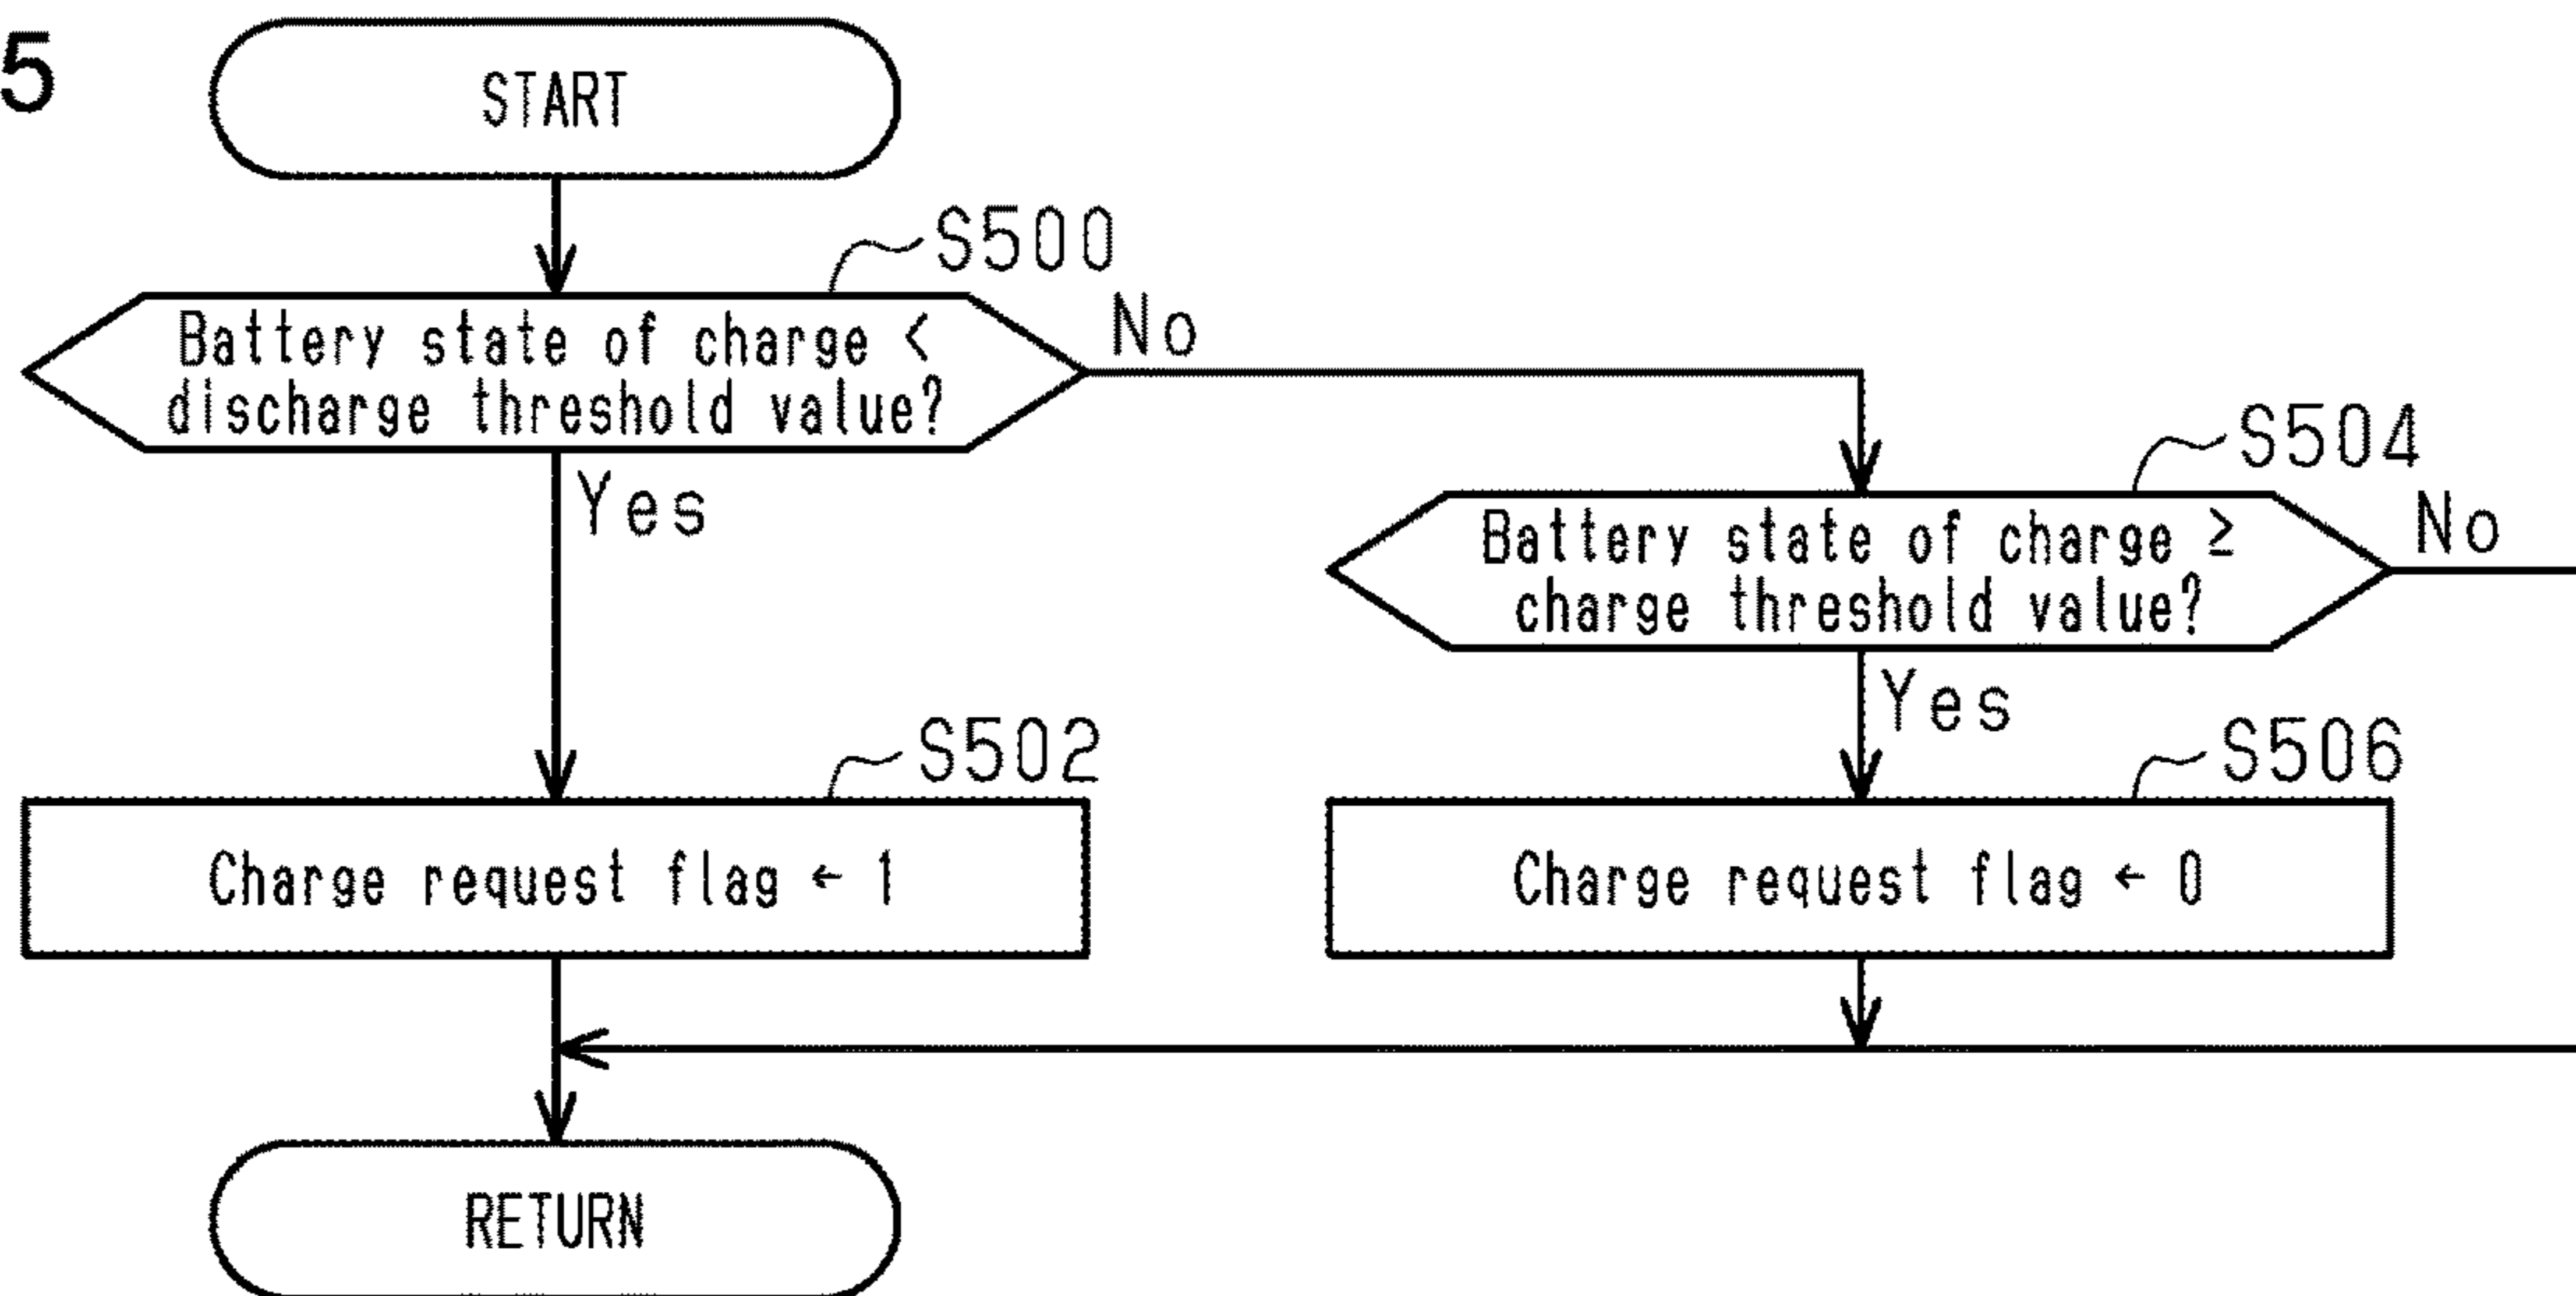 5
START
S500
Battery state of charge <
discharge threshold value?
No
Yes
S504
Battery state of charge ≥
charge threshold value?
No
Yes
S502
Charge request flag ← 1
S506
Charge request flag ← 0
RETURN